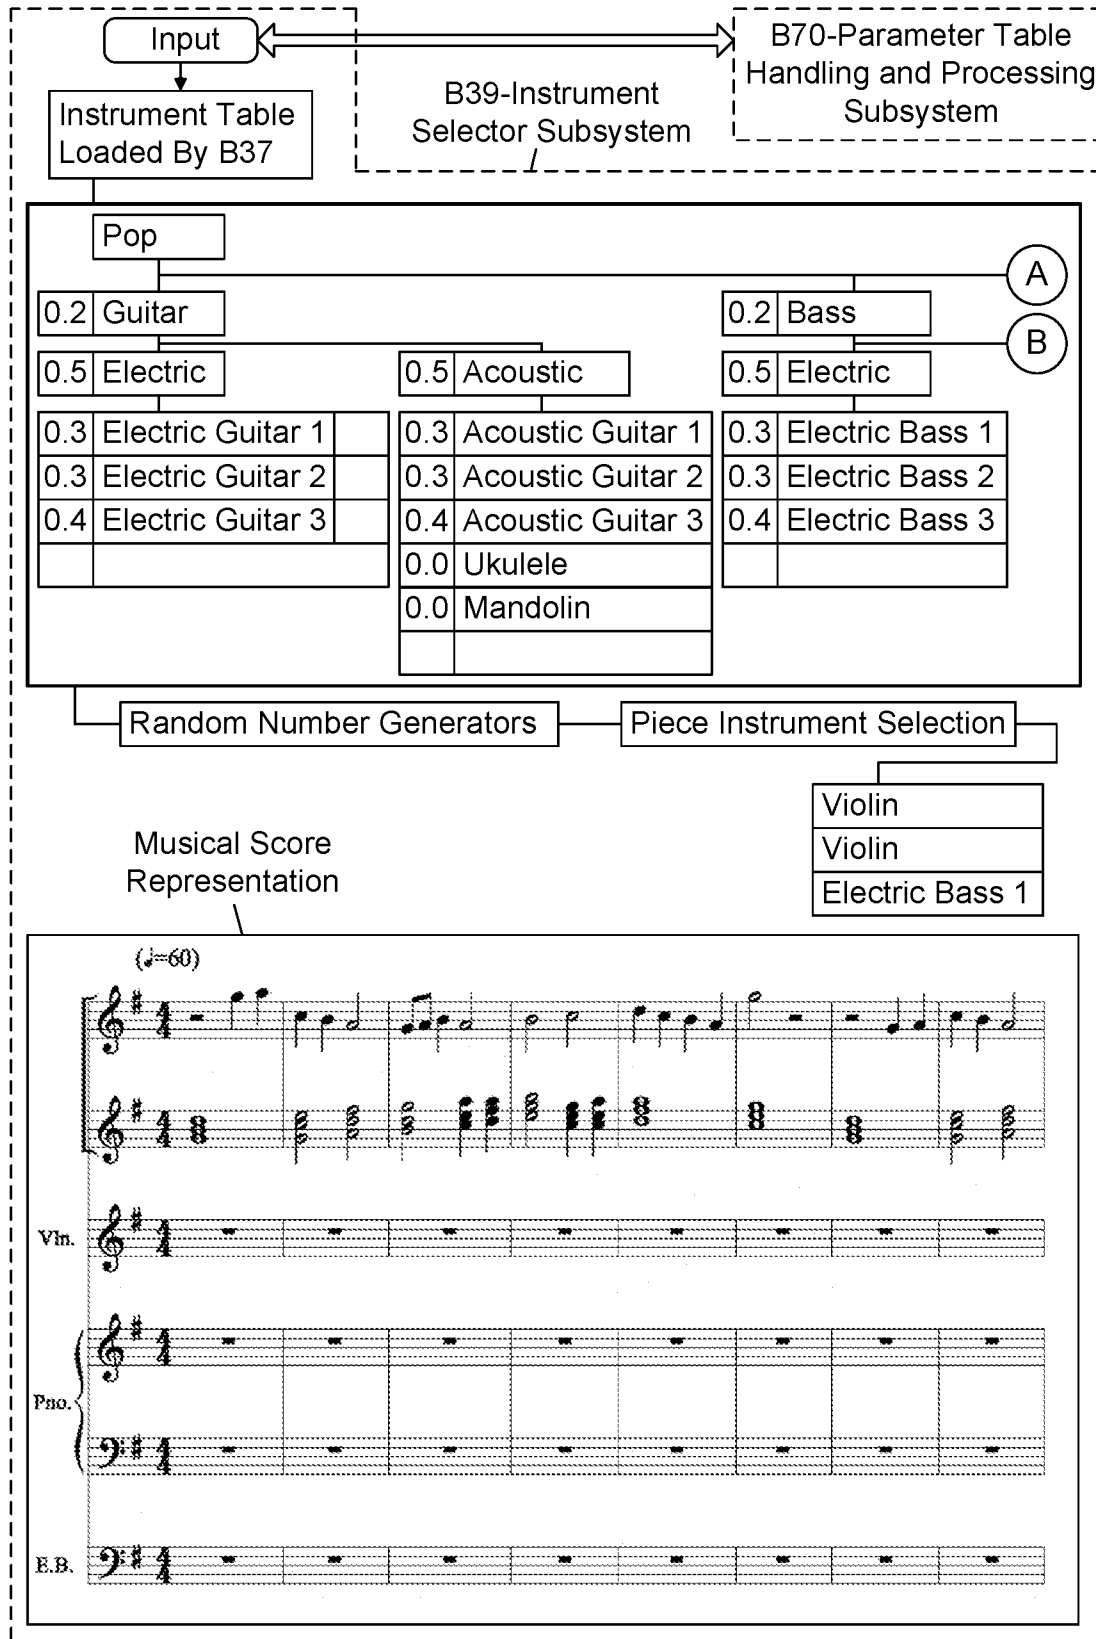 Input
B70-Parameter Table
Handling and Processing
Subsystem
B39-Instrument
Selector Subsystem
Instrument Table
Loaded By B37
Pop
A
0.2 Guitar
0.2 Bass
B
0.5 Electric
0.5 Acoustic
0.5 Electric
0.3 Electric Guitar 1
0.3 Acoustic Guitar 1
0.3 Electric Bass 1
0.3 Electric Guitar 2
0.3 Acoustic Guitar 2
0.3 Electric Bass 2
0.4 Electric Guitar 3
0.4 Acoustic Guitar 3
0.4 Electric Bass 3
0.0 Ukulele
0.0 Mandolin
Random Number Generators
Piece Instrument Selection
Violin
Violin
Electric Bass 1
Musical Score
Representation
(♩=60)
Vln.
Pno.
E.B.